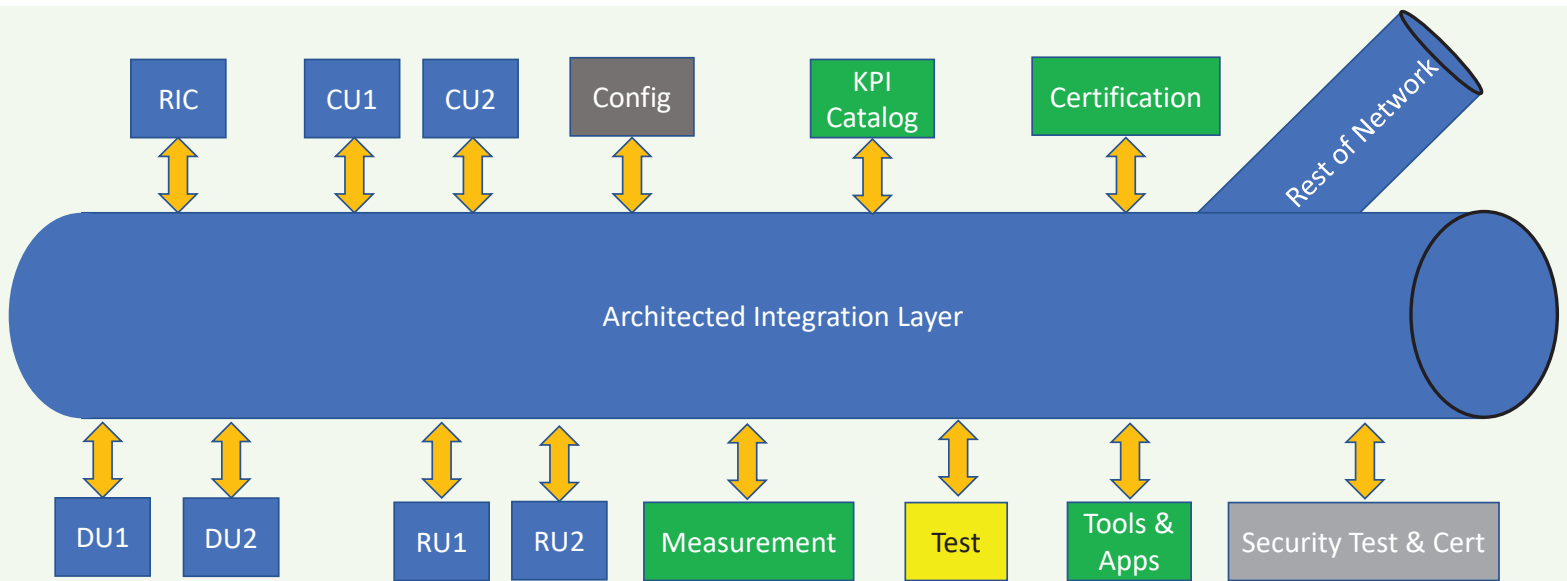 RIC
CU1
CU2
Config
KPI
Catalog
Certification
Rest of Network
Architected Integration Layer
DU1
DU2
RU1
RU2
Measurement
Test
Tools &
Apps
Security Test & Cert